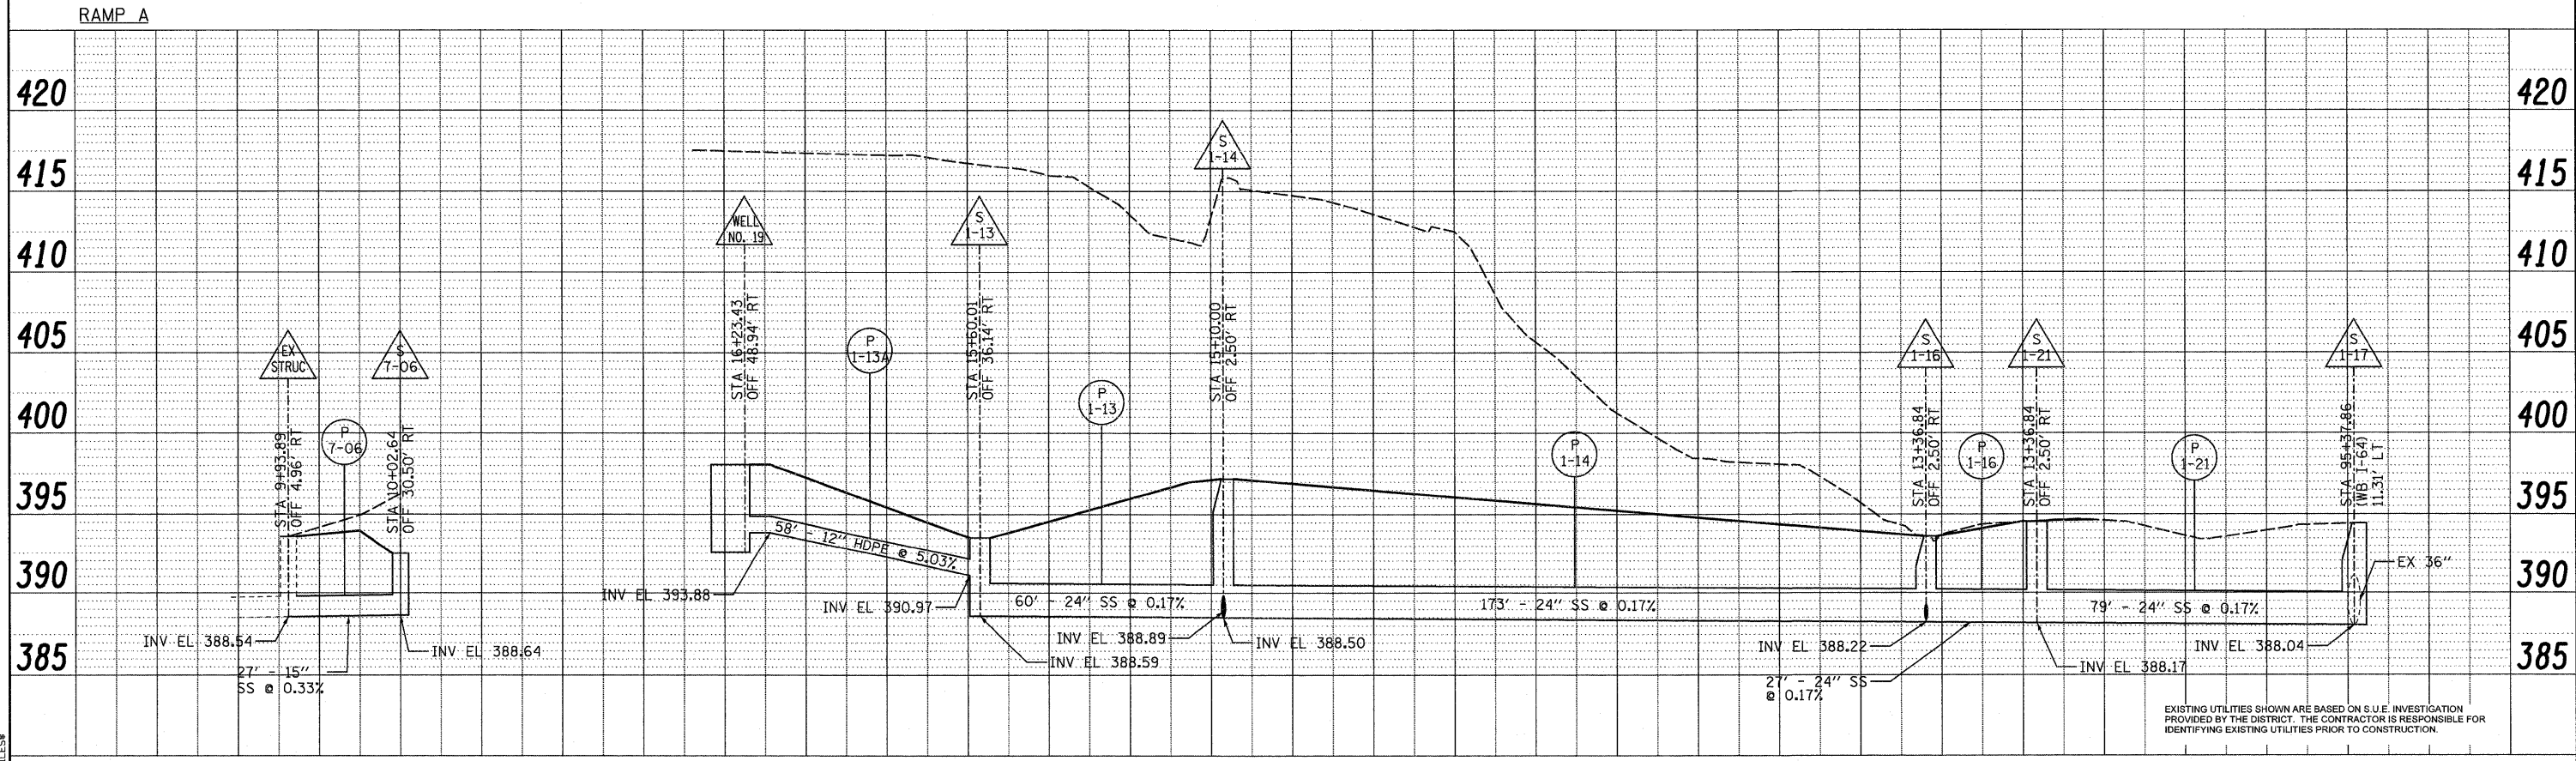 RAMP A
420
420
415
415
410
410
405
405
400
400
395
395
390
390
385
385
EX
STRUC
S
7-06
WELL
NO. 19
S
1-13
S
1-14
S
1-16
S
1-21
S
1-17
STA 9+93.89
OFF 4.96' RT
STA 10+02.64
OFF 30.50' RT
STA 16+23.43
OFF 48.94' RT
STA 15+60.01
OFF 36.14' RT
STA 15+10.00
OFF 2.50' RT
STA 13+36.84
OFF 2.50' RT
STA 13+36.84
OFF 2.50' RT
STA 95+37.86
(WB I-64)
11.31' LT
P
7-06
P
1-13A
P
1-13
P
1-14
P
1-16
P
1-21
58' - 12" HDPE @ 5.03%
EX 36"
INV EL 393.88
INV EL 390.97
60' - 24" SS @ 0.17%
173' - 24" SS @ 0.17%
79' - 24" SS @ 0.17%
INV EL 388.54
INV EL 388.64
INV EL 388.89
INV EL 388.50
INV EL 388.59
INV EL 388.22
INV EL 388.17
INV EL 388.04
27' - 15"
SS @ 0.33%
27' - 24" SS
@ 0.17%
EXISTING UTILITIES SHOWN ARE BASED ON S.U.E. INVESTIGATION
PROVIDED BY THE DISTRICT. THE CONTRACTOR IS RESPONSIBLE FOR
IDENTIFYING EXISTING UTILITIES PRIOR TO CONSTRUCTION.